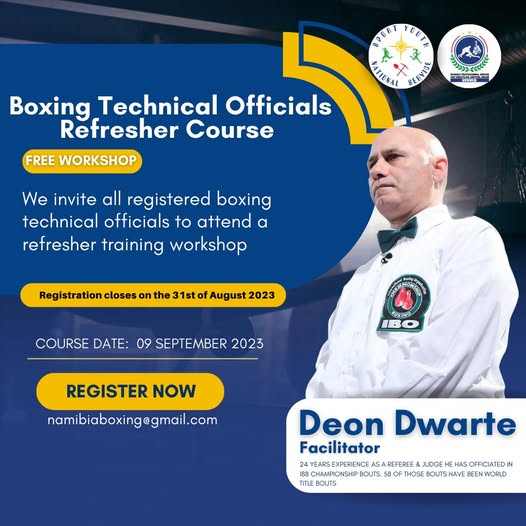 SPORT YOUTH
NATIONAL SERVICE
Boxing Technical Officials
Refresher Course
FREE WORKSHOP
We invite all registered boxing
technical officials to attend a
refresher training workshop
Registration closes on the 31st of August 2023
COURSE DATE: 09 SEPTEMBER 2023
REGISTER NOW
namibiaboxing@gmail.com
IBO
Deon Dwarte
Facilitator
24 YEARS EXPERIENCE AS A REFEREE & JUDGE HE HAS OFFICIATED IN
188 CHAMPIONSHIP BOUTS. 58 OF THOSE BOUTS HAVE BEEN WORLD
TITLE BOUTS